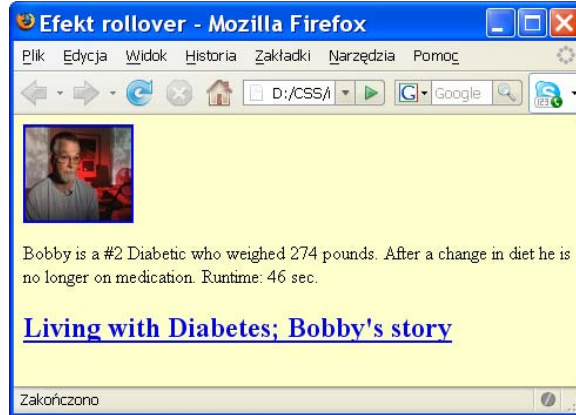 Efekt rollover - Mozilla Firefox
Plik Edycja Widok Historia Zakładki Narzędzia Pomoc
D:/CSS/ G Google S 123
Bobby is a #2 Diabetic who weighed 274 pounds. After a change in diet he is
no longer on medication. Runtime: 46 sec.
Living with Diabetes; Bobby's story
Zakończono